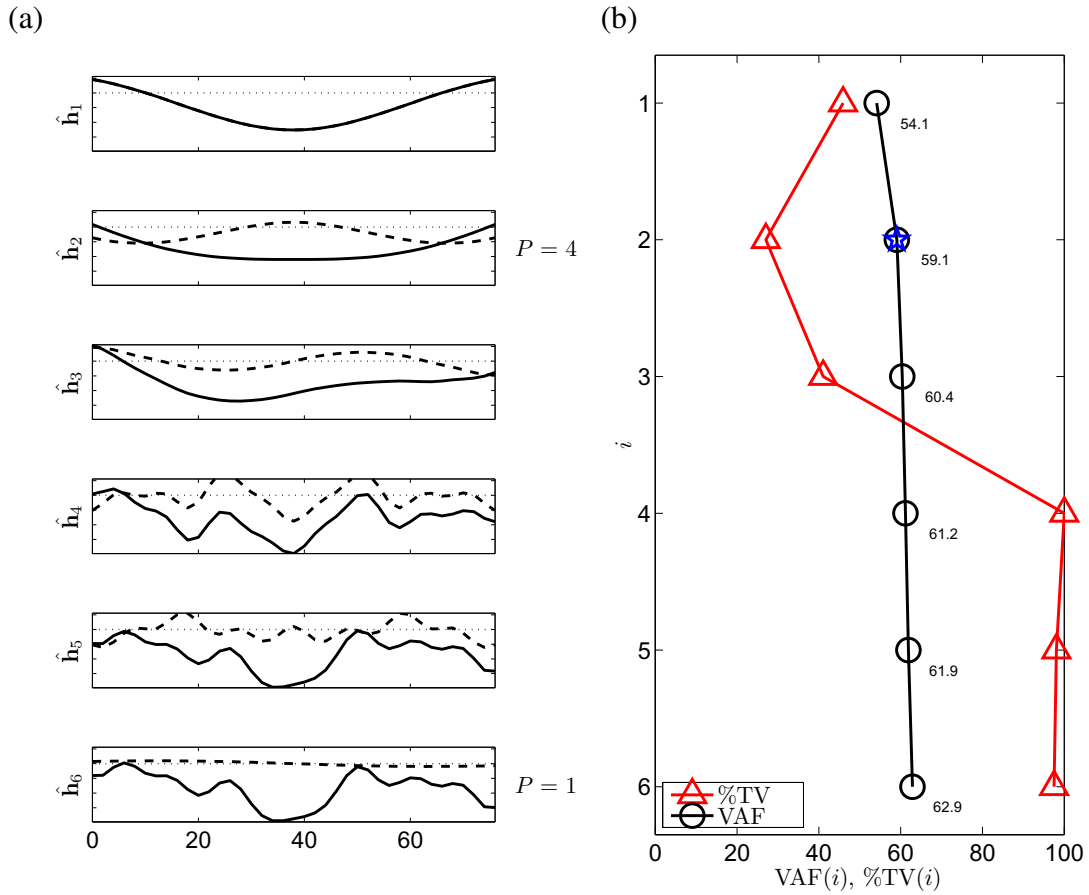 (a)
ĥ₁
ĥ₂
P = 4
ĥ₃
ĥ₄
ĥ₅
ĥ₆
P = 1
0 20 40 60
(b)
1
2
3
4
5
6
i
54.1
59.1
60.4
61.2
61.9
62.9
%TV
VAF
0 20 40 60 80 100
VAF(i), %TV(i)